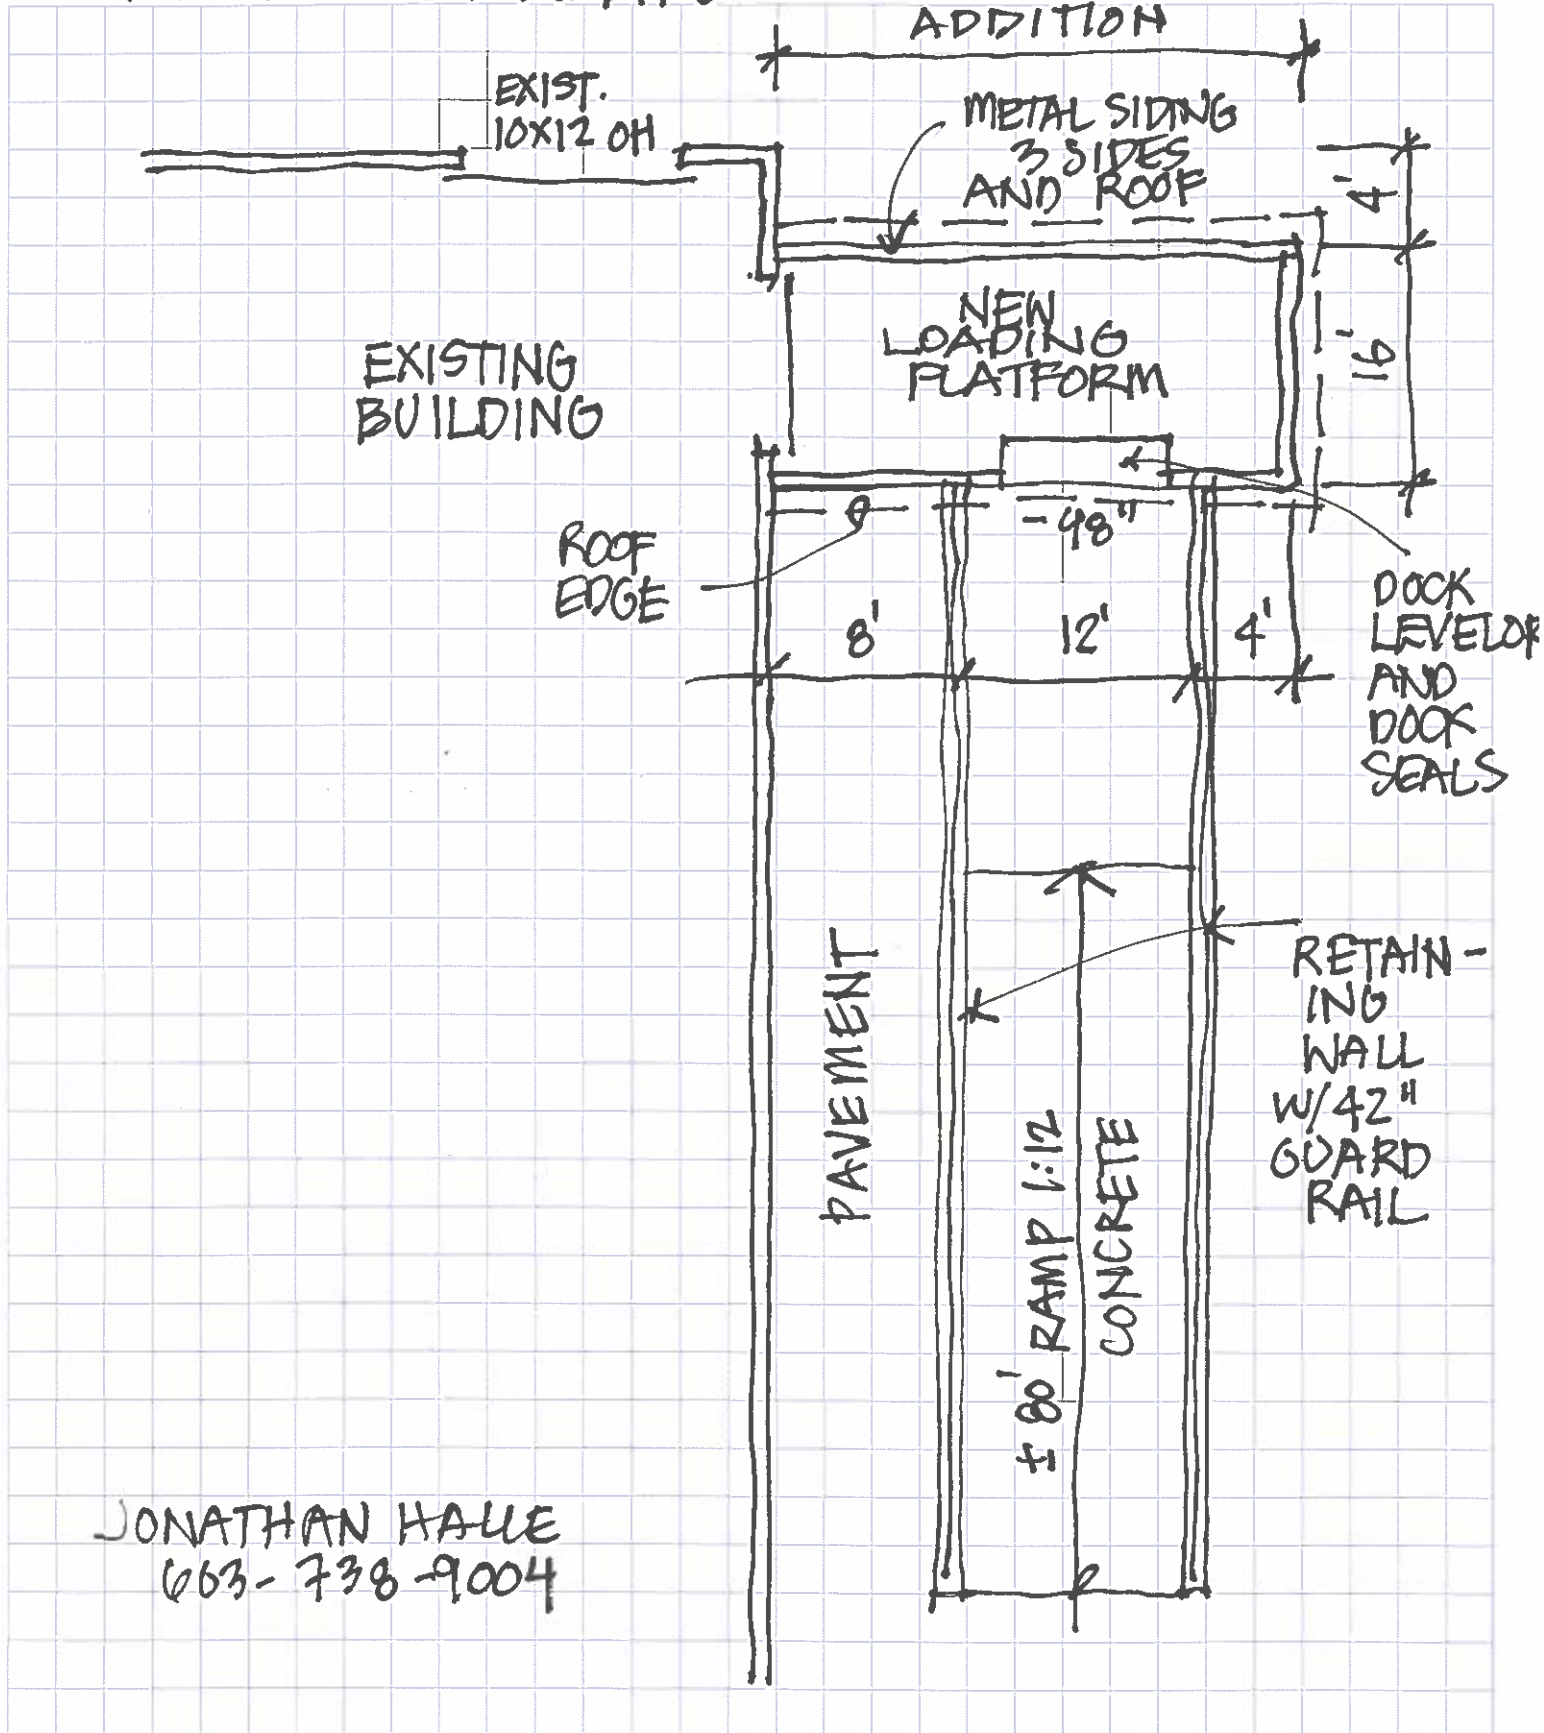 ADDITION
EXIST.
10X12 OH
METAL SIDING
3 SIDES
AND ROOF
4'
EXISTING
BUILDING
NEW
LOADING
PLATFORM
16'
ROOF
EDGE
-48"
8'
12'
4'
DOCK
LEVELOR
AND
DOCK
SEALS
PAVEMENT
± 80' RAMP 1:12
CONCRETE
RETAIN-
ING
WALL
W/42"
GUARD
RAIL
JONATHAN HALLE
603-738-9004